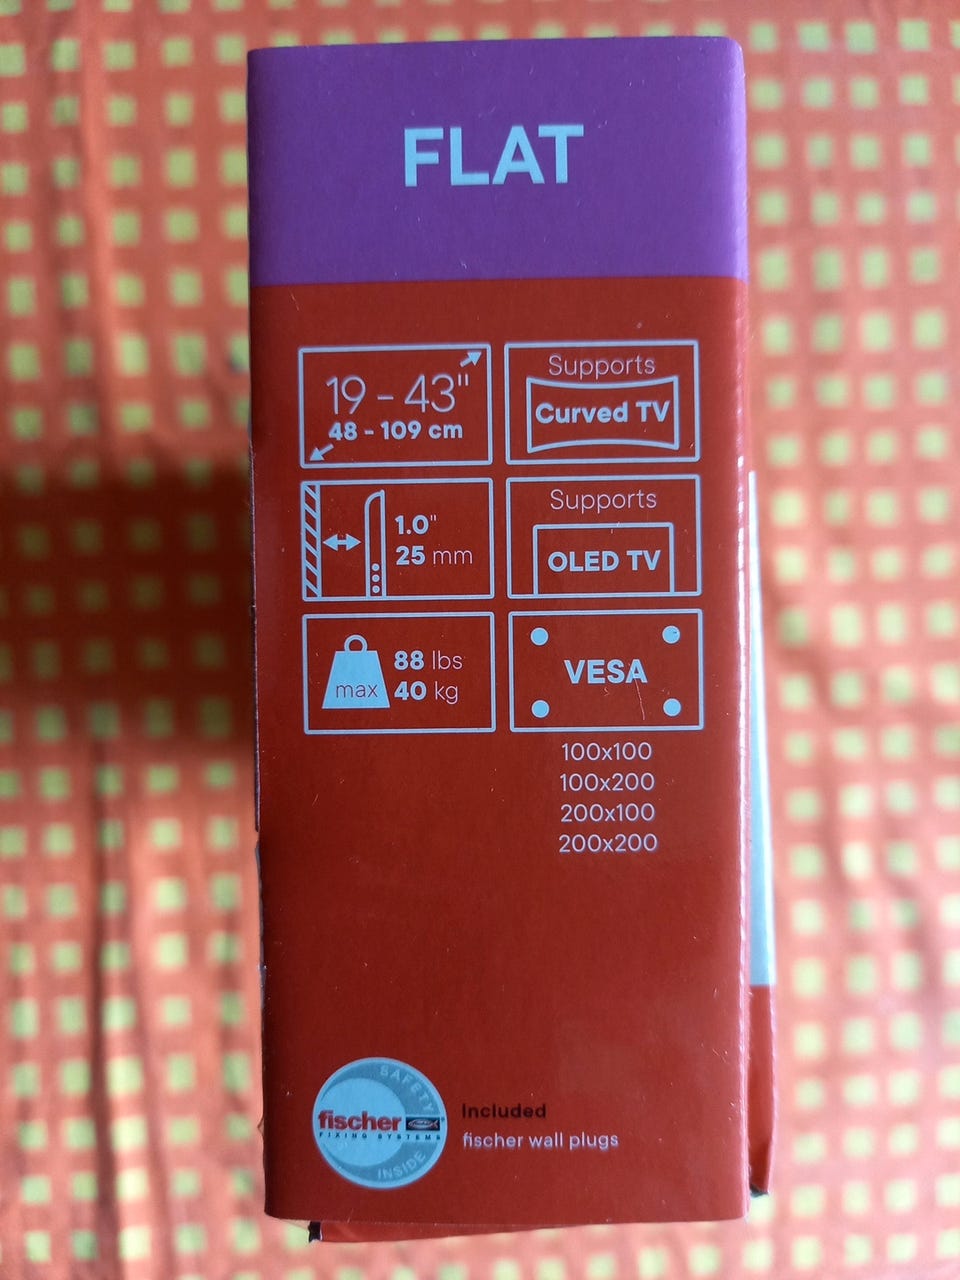 FLAT
19 - 43"
48 - 109 cm
Supports
Curved TV
1.0"
25 mm
Supports
OLED TV
max
88 lbs
40 kg
VESA
100x100
100x200
200x100
200x200
SAFETY
fischer
FIXING SYSTEMS
INSIDE
Included
fischer wall plugs